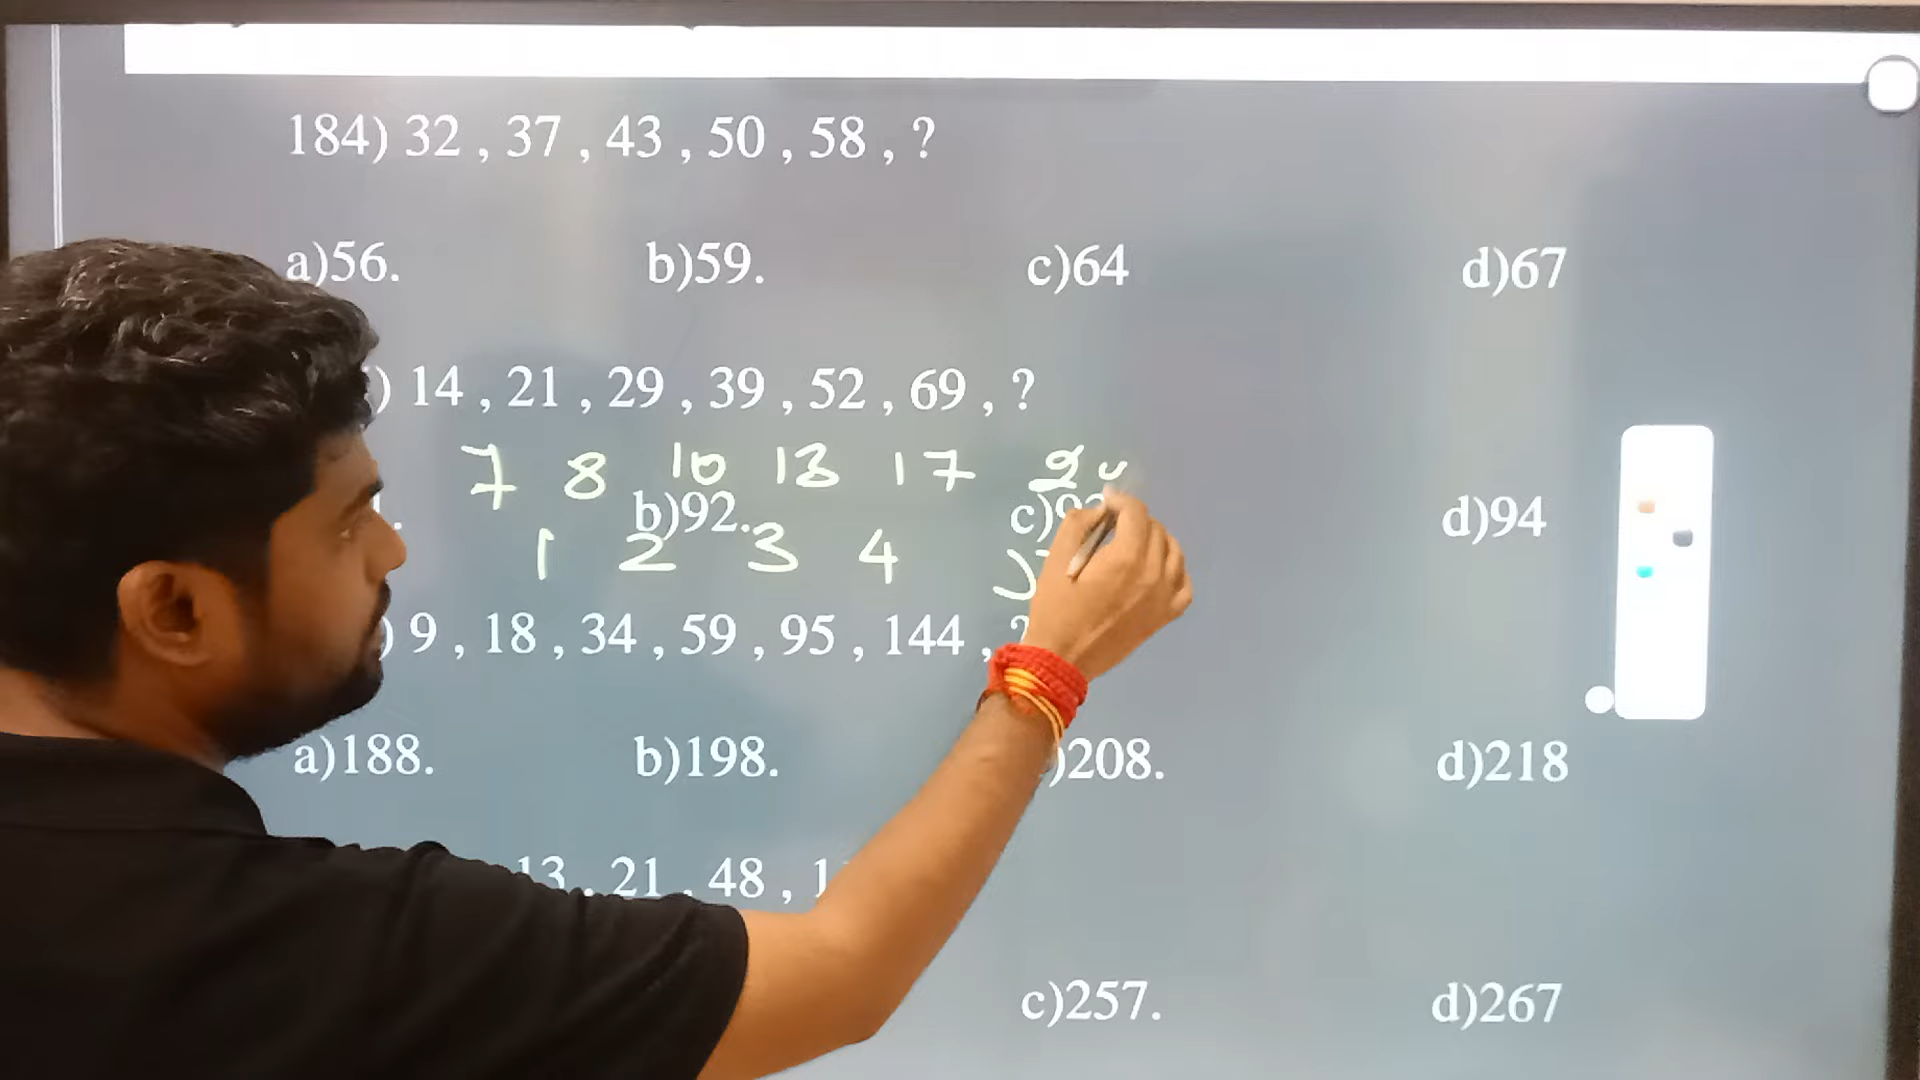 184) 32 , 37 , 43 , 50 , 58 , ?
a)56. b)59. c)64 d)67
) 14 , 21 , 29 , 39 , 52 , 69 , ?
7 8 10 13 17
b)92. c) d)94
1 2 3 4
) 9 , 18 , 34 , 59 , 95 , 144 , ?
a)188. b)198. )208. d)218
13 , 21 , 48 ,
c)257. d)267